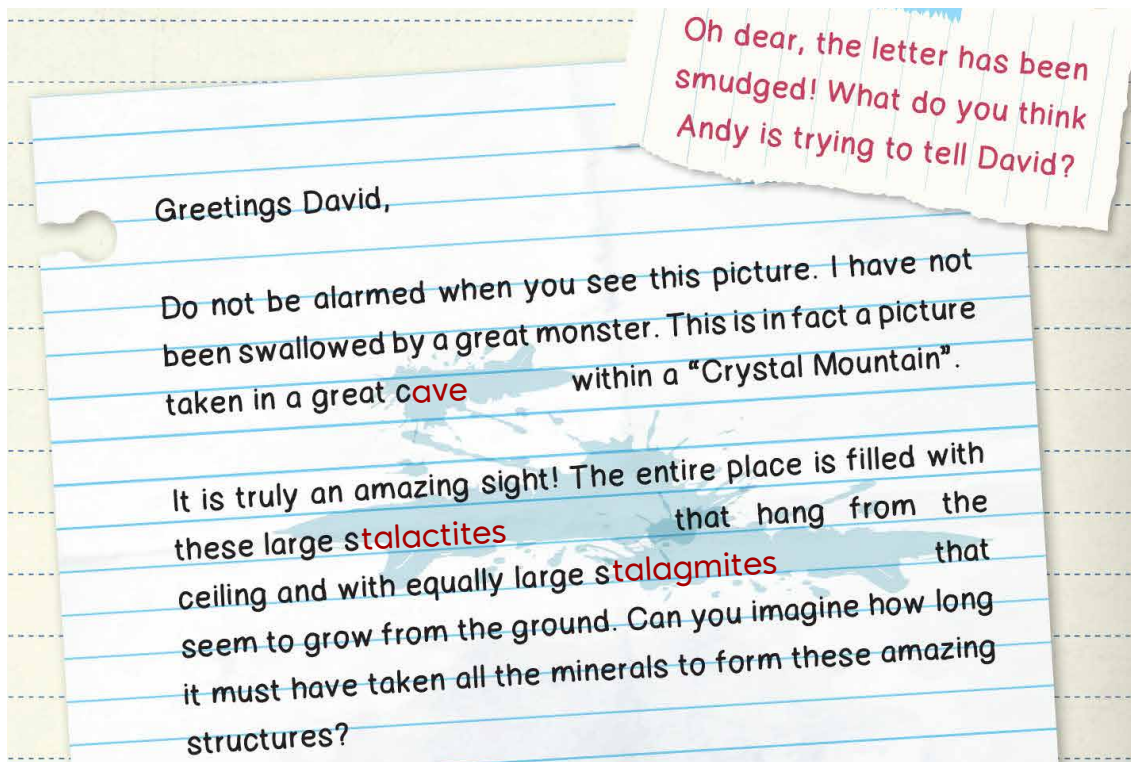 Oh dear, the letter has been
smudged! What do you think
Andy is trying to tell David?
Greetings David,
Do not be alarmed when you see this picture. I have not
been swallowed by a great monster. This is in fact a picture
taken in a great cave within a “Crystal Mountain”.
It is truly an amazing sight! The entire place is filled with
these large stalactites that hang from the
ceiling and with equally large stalagmites that
seem to grow from the ground. Can you imagine how long
it must have taken all the minerals to form these amazing
structures?